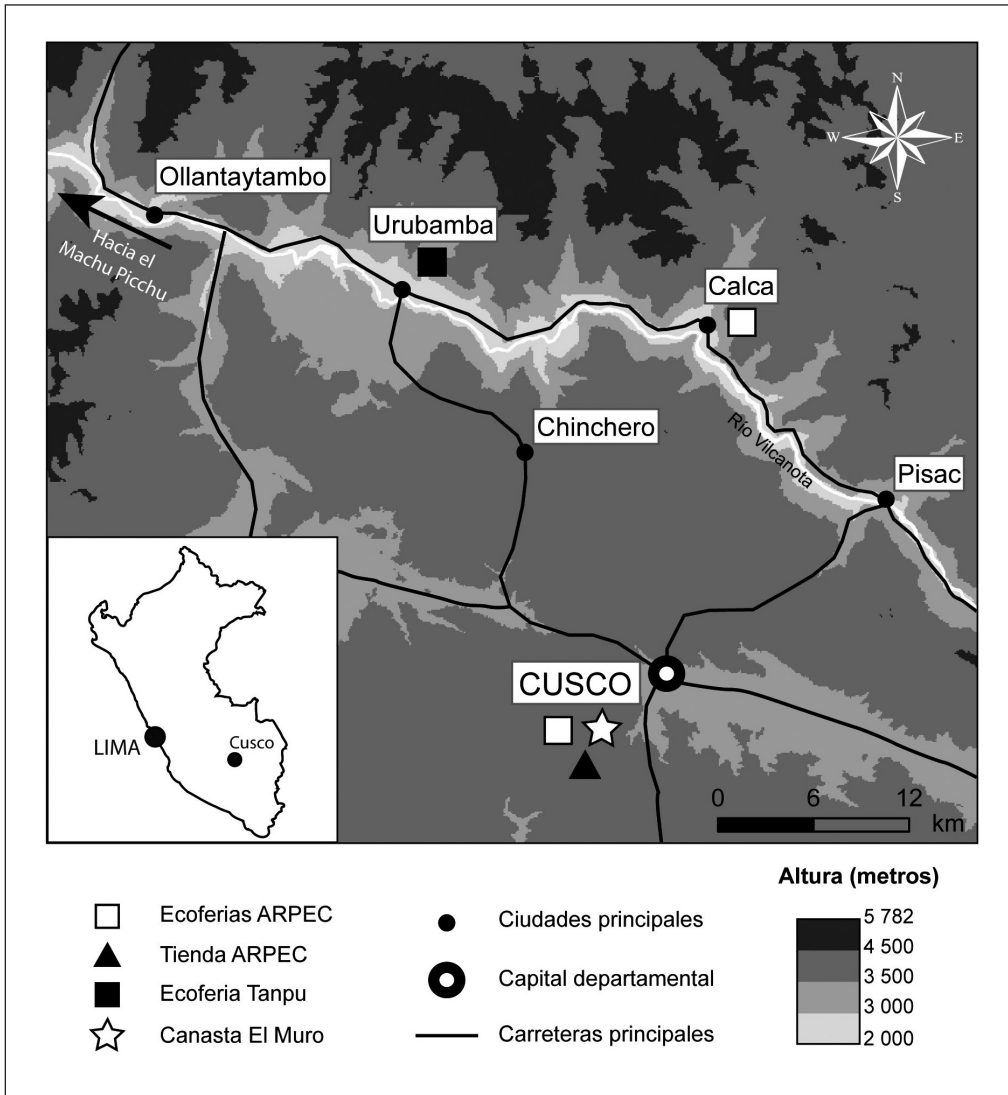 N
W
E
S
Ollantaytambo
Hacia el
Machu Picchu
Urubamba
Calca
Chinchero
Río Vilcanota
Pisac
CUSCO
LIMA
Cusco
0
6
12
km
Ecoferias ARPEC
Tienda ARPEC
Ecoferia Tanpu
Canasta El Muro
Ciudades principales
Capital departamental
Carreteras principales
Altura (metros)
5 782
4 500
3 500
3 000
2 000